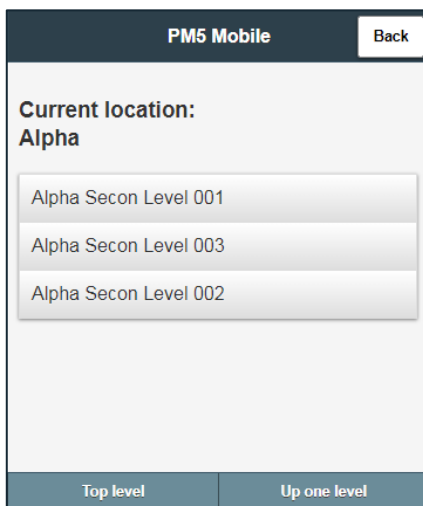 PM5 Mobile
Back
Current location:
Alpha
Alpha Secon Level 001
Alpha Secon Level 003
Alpha Secon Level 002
Top level
Up one level